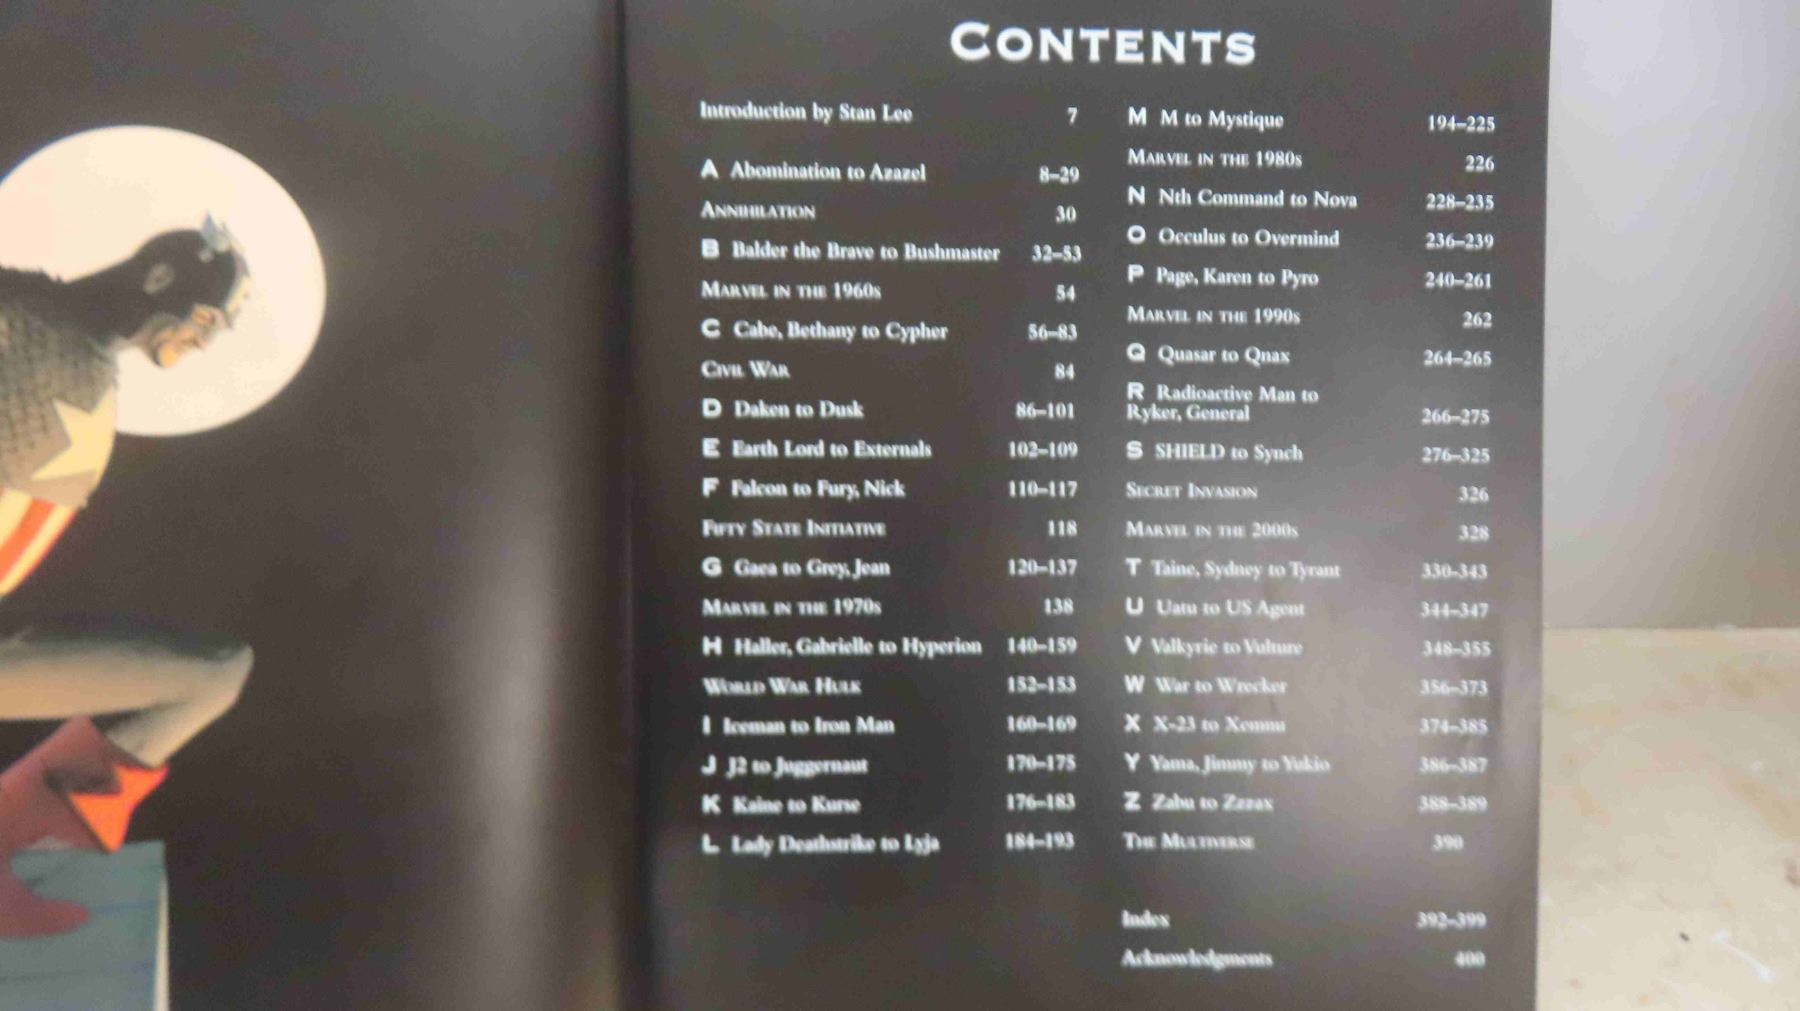 CONTENTS
Introduction by Stan Lee 7
A Abomination to Azazel 8–29
ANNIHILATION 30
B Balder the Brave to Bushmaster 32–53
MARVEL IN THE 1960s 54
C Cabe, Bethany to Cypher 56–83
CIVIL WAR 84
D Daken to Dusk 86–101
E Earth Lord to Externals 102–109
F Falcon to Fury, Nick 110–117
FIFTY STATE INITIATIVE 118
G Gaea to Grey, Jean 120–137
MARVEL IN THE 1970s 138
H Haller, Gabrielle to Hyperion 140–159
WORLD WAR HULK 152–153
I Iceman to Iron Man 160–169
J J2 to Juggernaut 170–175
K Kaine to Kurse 176–183
L Lady Deathstrike to Lyja 184–193
M M to Mystique 194–225
MARVEL IN THE 1980s 226
N Nth Command to Nova 228–235
O Occulus to Overmind 236–239
P Page, Karen to Pyro 240–261
MARVEL IN THE 1990s 262
Q Quasar to Qnax 264–265
R Radioactive Man to
Ryker, General 266–275
S SHIELD to Synch 276–325
SECRET INVASION 326
MARVEL IN THE 2000s 328
T Taine, Sydney to Tyrant 330–343
U Uatu to US Agent 344–347
V Valkyrie to Vulture 348–355
W War to Wrecker 356–373
X X-23 to Xemnu 374–385
Y Yama, Jimmy to Yukio 386–387
Z Zabu to Zzzax 388–389
THE MULTIVERSE 390
Index 392–399
Acknowledgments 400